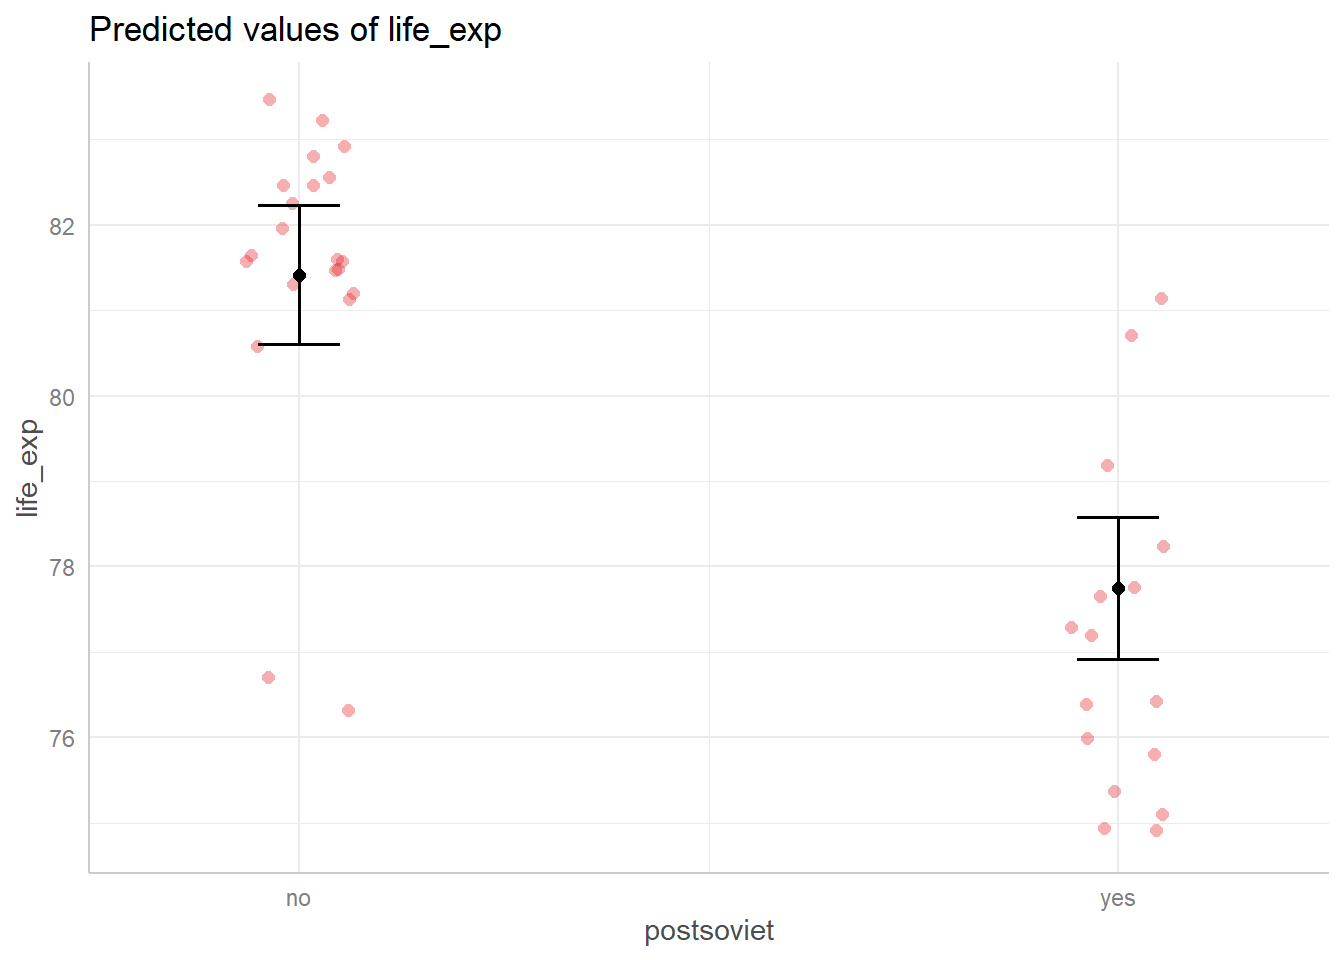 Predicted values of life_exp
82
80
78
76
life_exp
no
yes
postsoviet